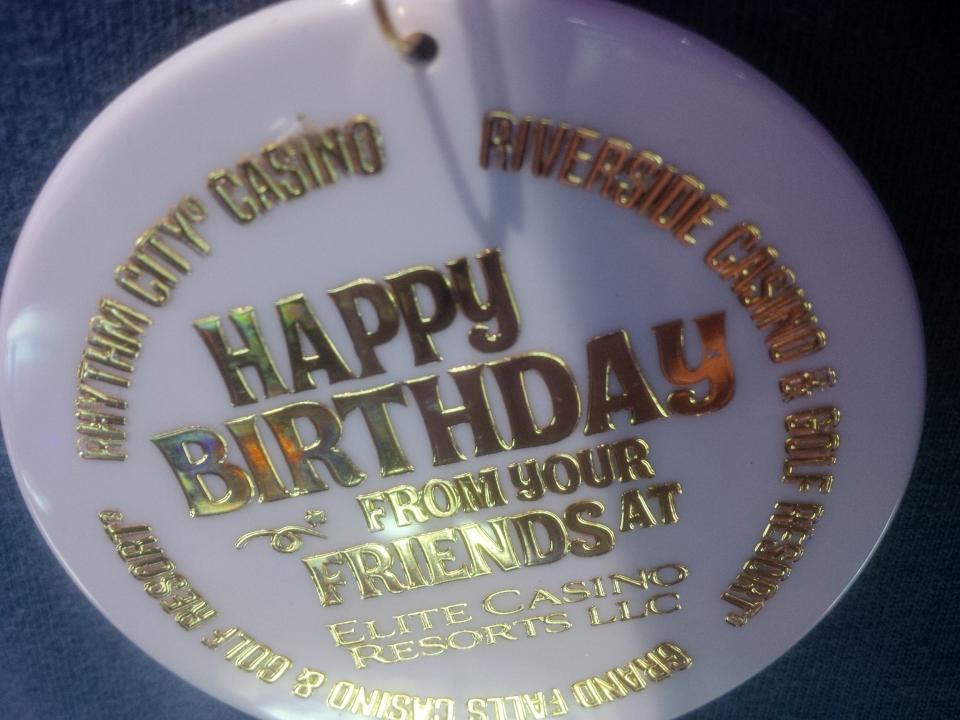 RHYTHM CITY® CASINO
RIVERSIDE CASINO & GOLF RESORT®
HAPPY
BIRTHDAY
FROM YOUR
FRIENDS AT
ELITE CASINO
RESORTS LLC
GRAND FALLS CASINO & GOLF RESORT®